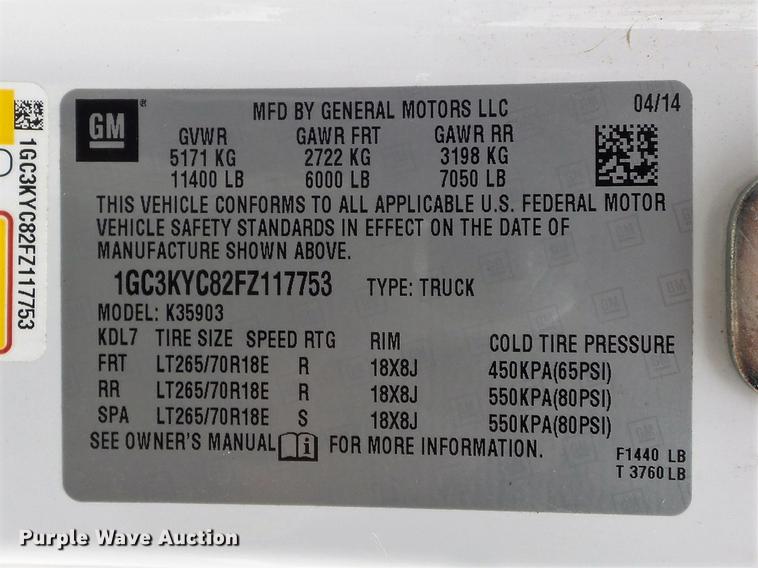 GM ®
MFD BY GENERAL MOTORS LLC 04/14
GVWR GAWR FRT GAWR RR
5171 KG 2722 KG 3198 KG
11400 LB 6000 LB 7050 LB
THIS VEHICLE CONFORMS TO ALL APPLICABLE U.S. FEDERAL MOTOR
VEHICLE SAFETY STANDARDS IN EFFECT ON THE DATE OF
MANUFACTURE SHOWN ABOVE.
1GC3KYC82FZ117753 TYPE: TRUCK
MODEL: K35903
KDL7 TIRE SIZE SPEED RTG RIM COLD TIRE PRESSURE
FRT LT265/70R18E R 18X8J 450KPA(65PSI)
RR LT265/70R18E R 18X8J 550KPA(80PSI)
SPA LT265/70R18E S 18X8J 550KPA(80PSI)
SEE OWNER'S MANUAL i FOR MORE INFORMATION.
F1440 LB
T 3760 LB
1GC3KYC82FZ117753
Purple Wave Auction